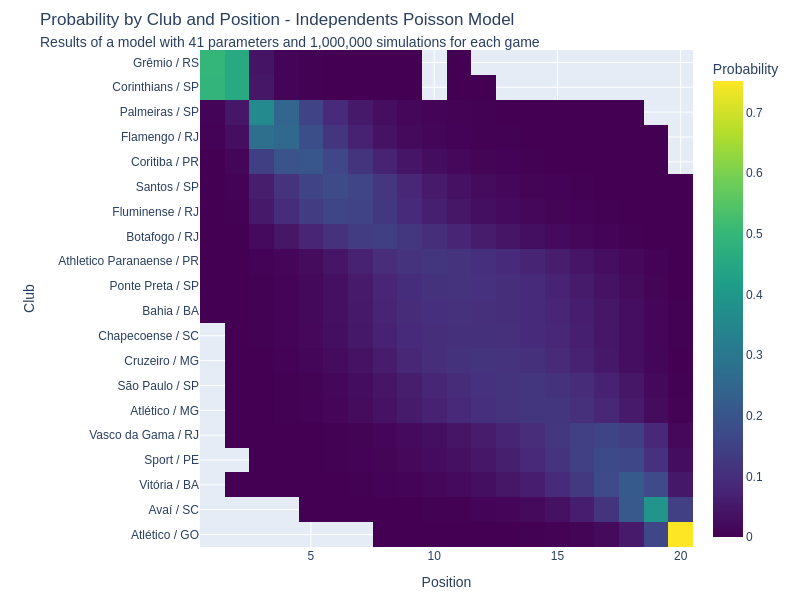 Probability by Club and Position - Independents Poisson Model
Results of a model with 41 parameters and 1,000,000 simulations for each game
Probability
Grêmio / RS
Corinthians / SP
Palmeiras / SP
Flamengo / RJ
Coritiba / PR
Santos / SP
Fluminense / RJ
Botafogo / RJ
Athletico Paranaense / PR
Ponte Preta / SP
Bahia / BA
Chapecoense / SC
Cruzeiro / MG
São Paulo / SP
Atlético / MG
Vasco da Gama / RJ
Sport / PE
Vitória / BA
Avaí / SC
Atlético / GO
Club
5
10
15
20
Position
0.7
0.6
0.5
0.4
0.3
0.2
0.1
0